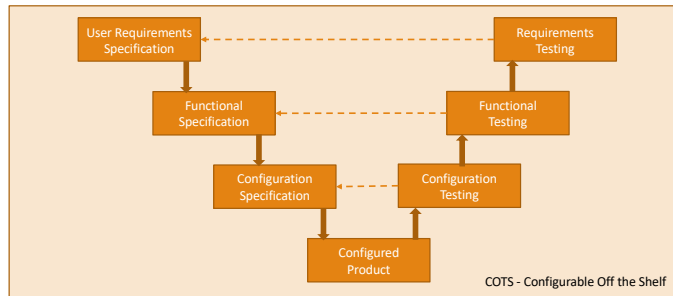 User Requirements
Specification
Requirements
Testing
Functional
Specification
Functional
Testing
Configuration
Specification
Configuration
Testing
Configured
Product
COTS - Configurable Off the Shelf